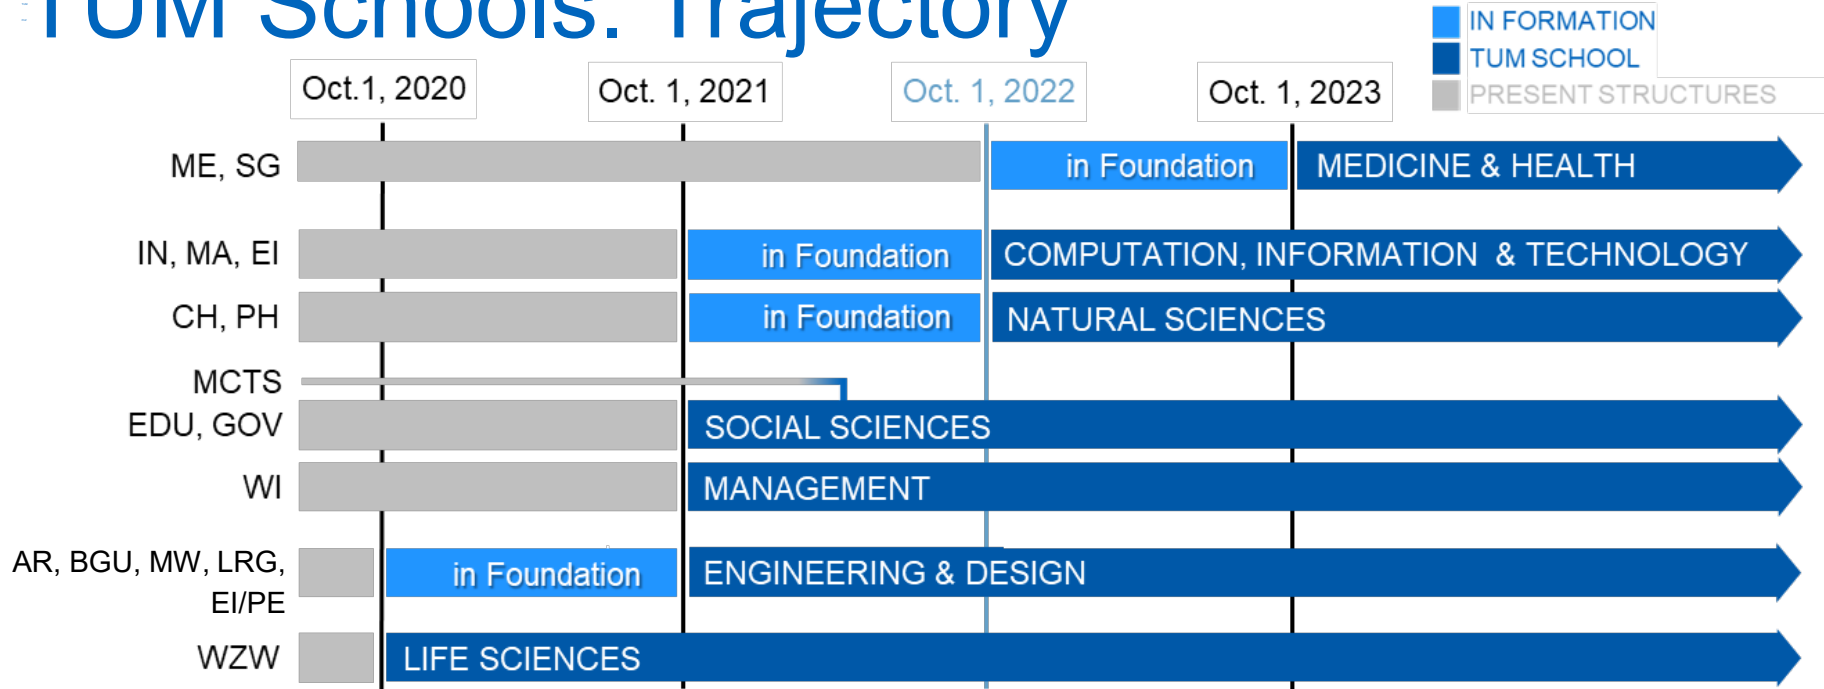 TUM Schools: Trajectory
IN FORMATION
TUM SCHOOL
PRESENT STRUCTURES
Oct.1, 2020
Oct. 1, 2021
Oct. 1, 2022
Oct. 1, 2023
ME, SG
in Foundation
MEDICINE & HEALTH
IN, MA, EI
in Foundation
COMPUTATION, INFORMATION & TECHNOLOGY
CH, PH
in Foundation
NATURAL SCIENCES
MCTS
EDU, GOV
SOCIAL SCIENCES
WI
MANAGEMENT
AR, BGU, MW, LRG,
EI/PE
in Foundation
ENGINEERING & DESIGN
WZW
LIFE SCIENCES